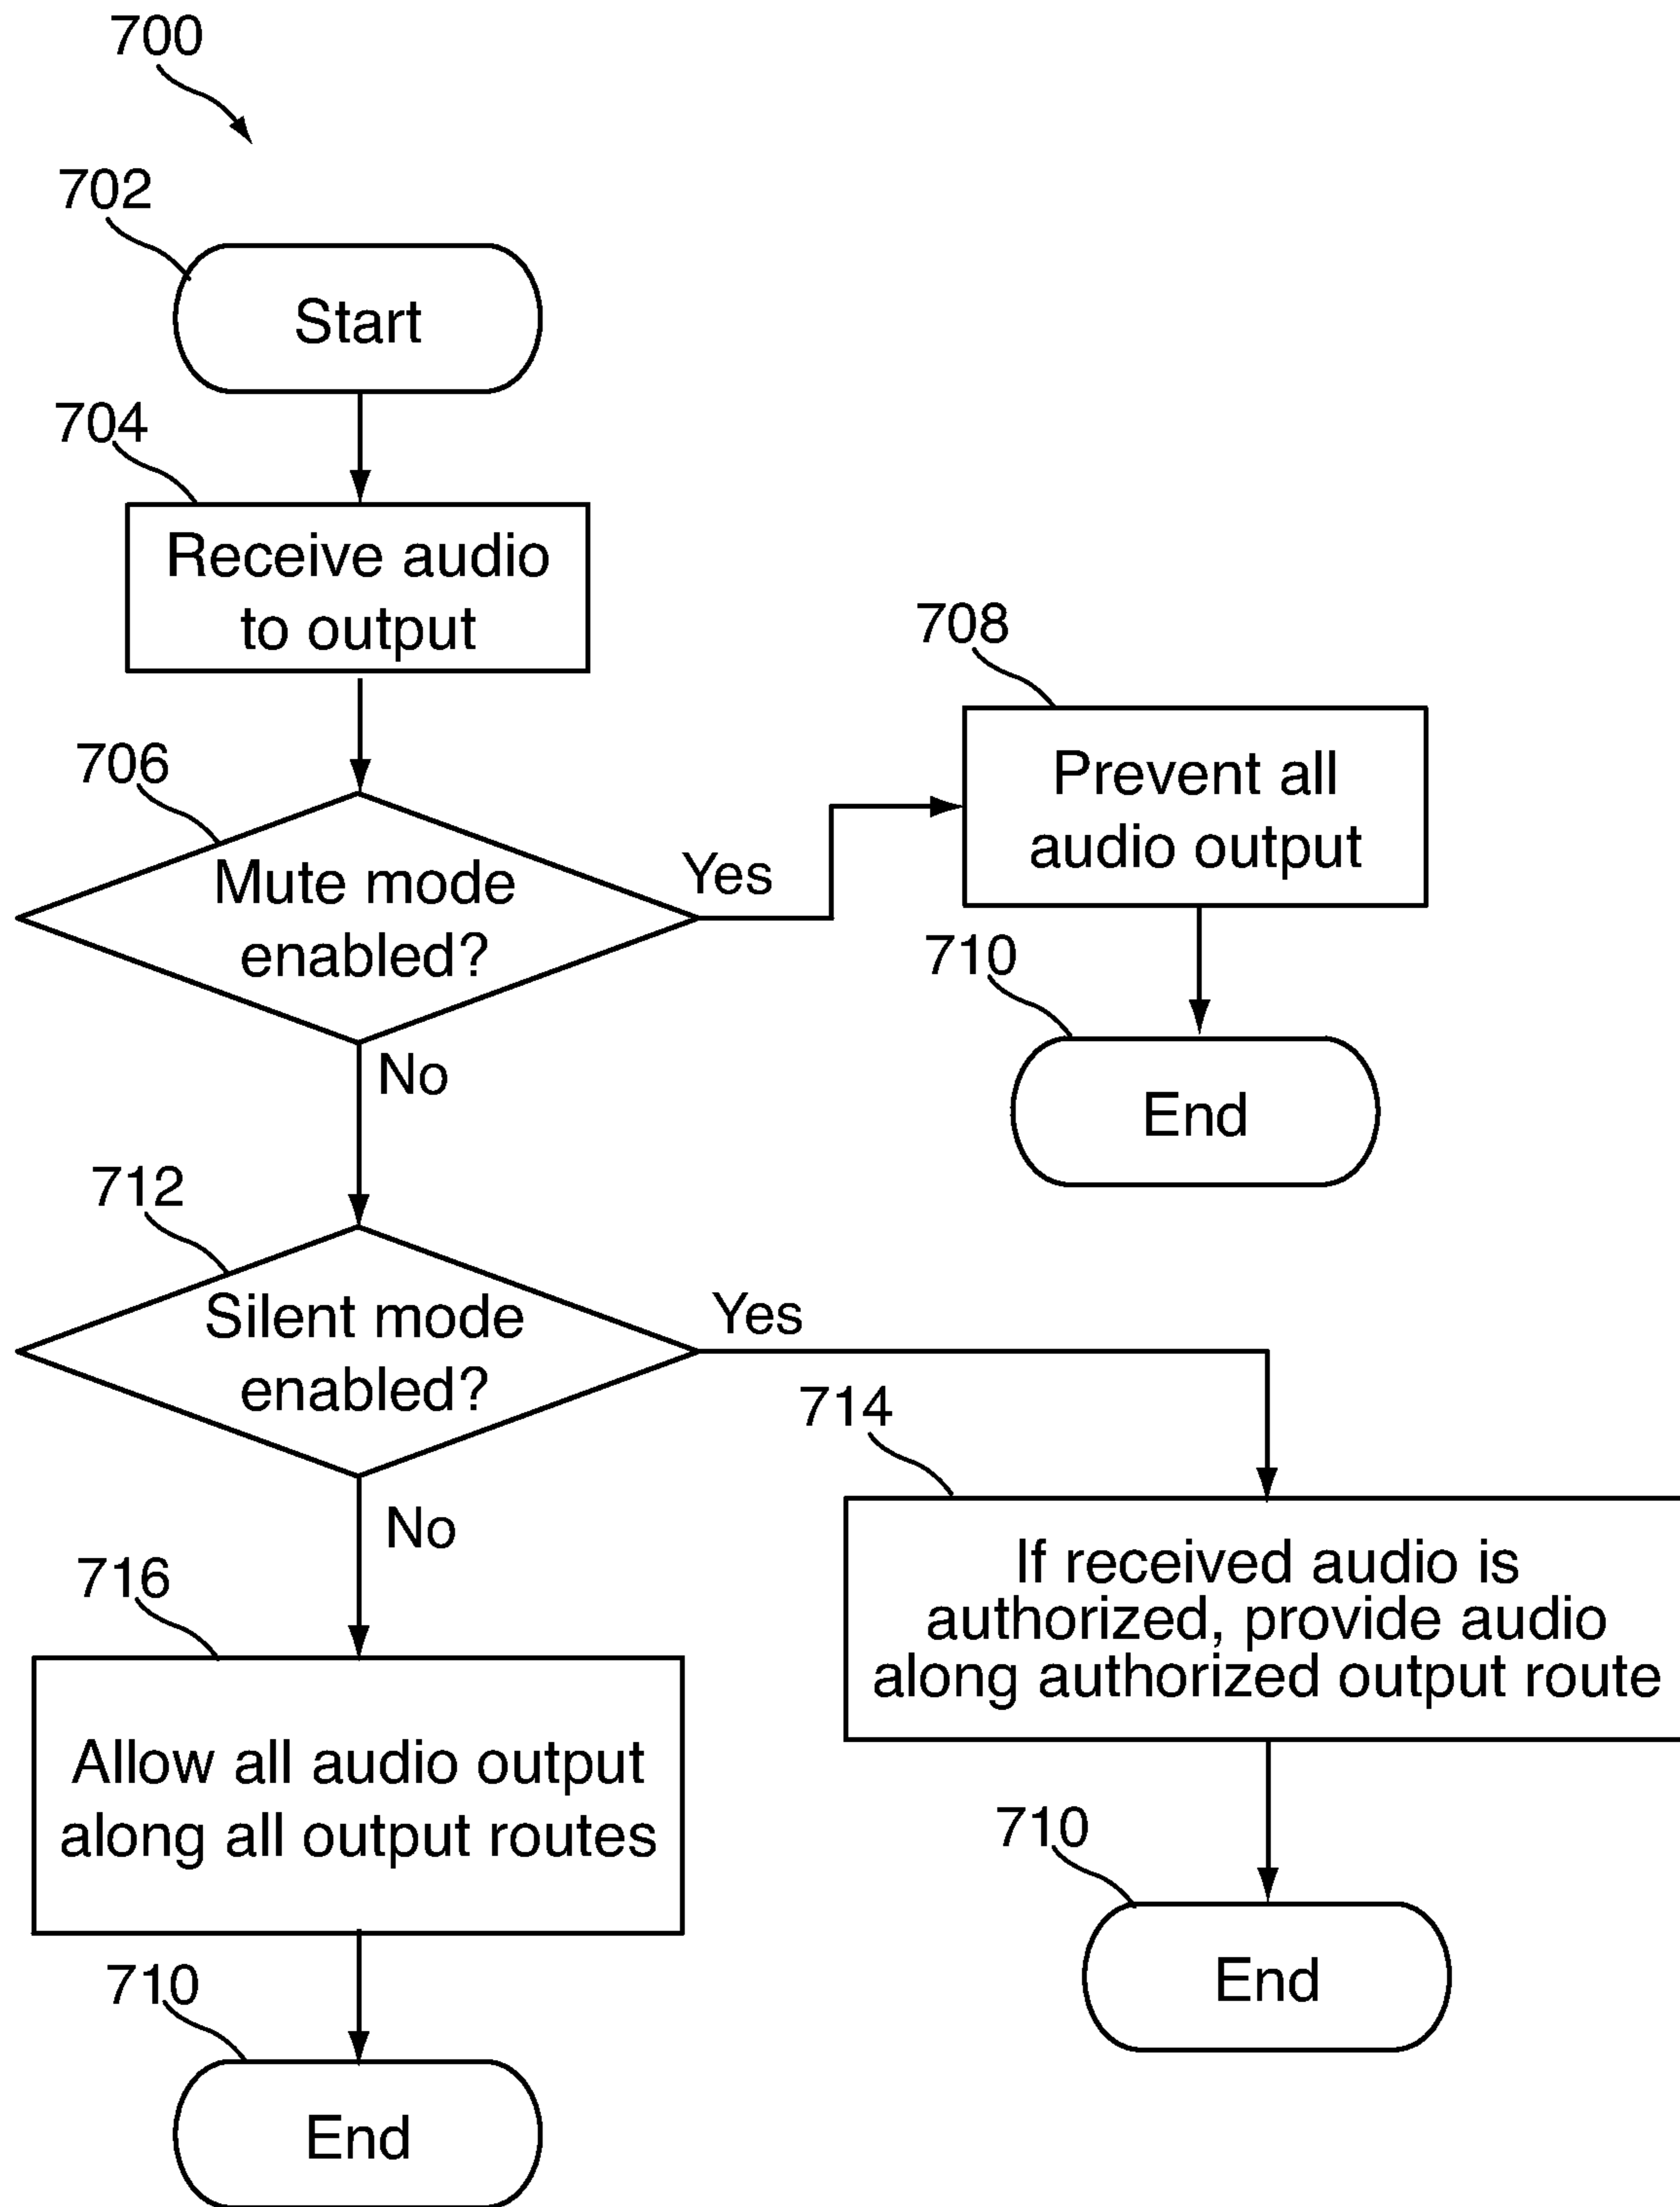 700
702
Start
704
Receive audio
to output
706
Mute mode
enabled?
Yes
708
Prevent all
audio output
710
End
No
712
Silent mode
enabled?
Yes
714
If received audio is
authorized, provide audio
along authorized output route
710
End
No
716
Allow all audio output
along all output routes
710
End